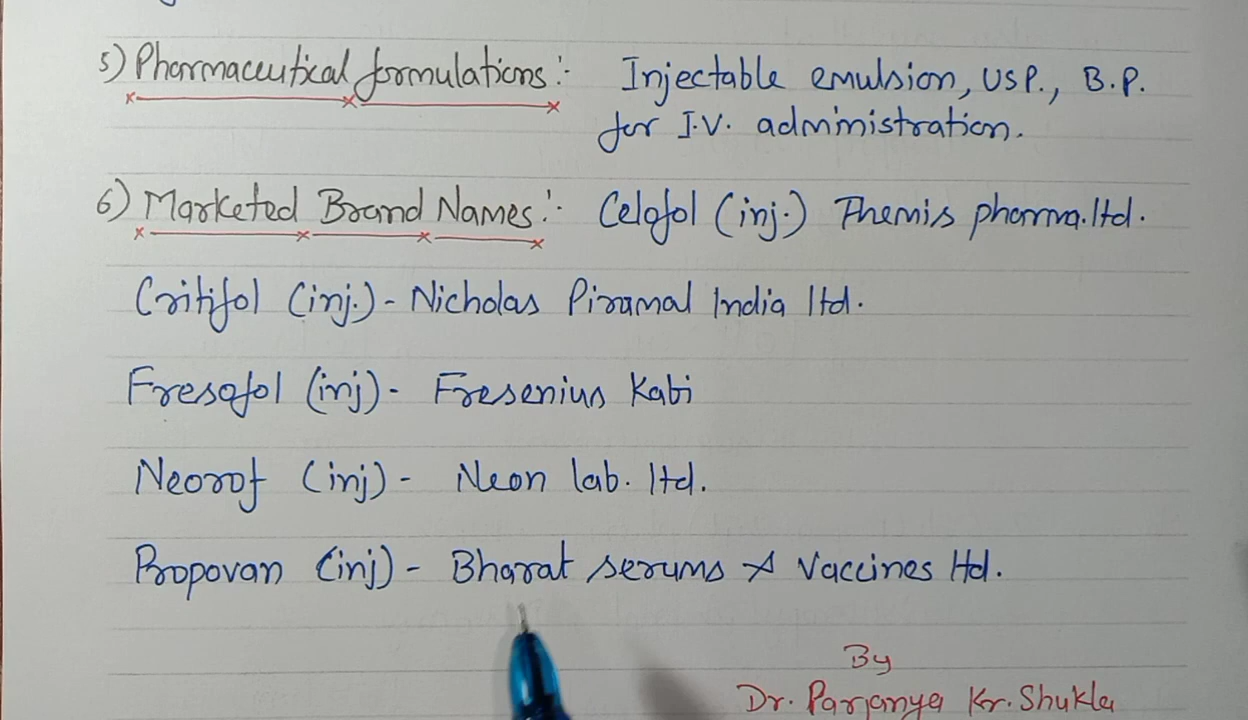 5) Pharmaceutical formulations :- Injectable emulsion, USP., B.P.
for I.V. administration.
6) Marketed Brand Names :- Celofol (inj.) Themis pharma. ltd.
Critifol (inj.) - Nicholas Piramal India ltd.
Fresofol (inj) - Fresenius Kabi
Neorof (inj) - Neon lab. ltd.
Propovan (inj) - Bharat serums & Vaccines ltd.
By
Dr. Parjanya Kr. Shukla